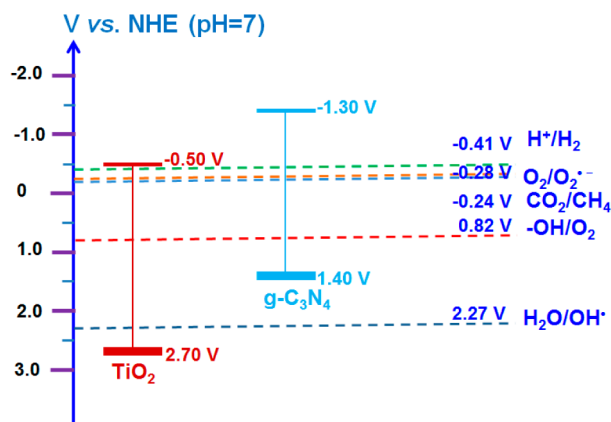 V vs. NHE (pH=7)
-2.0
-1.0
0
1.0
2.0
3.0
-0.50 V
2.70 V
TiO₂
-1.30 V
1.40 V
g-C₃N₄
-0.41 V H⁺/H₂
-0.28 V O₂/O₂•⁻
-0.24 V CO₂/CH₄
0.82 V -OH/O₂
2.27 V H₂O/OH•